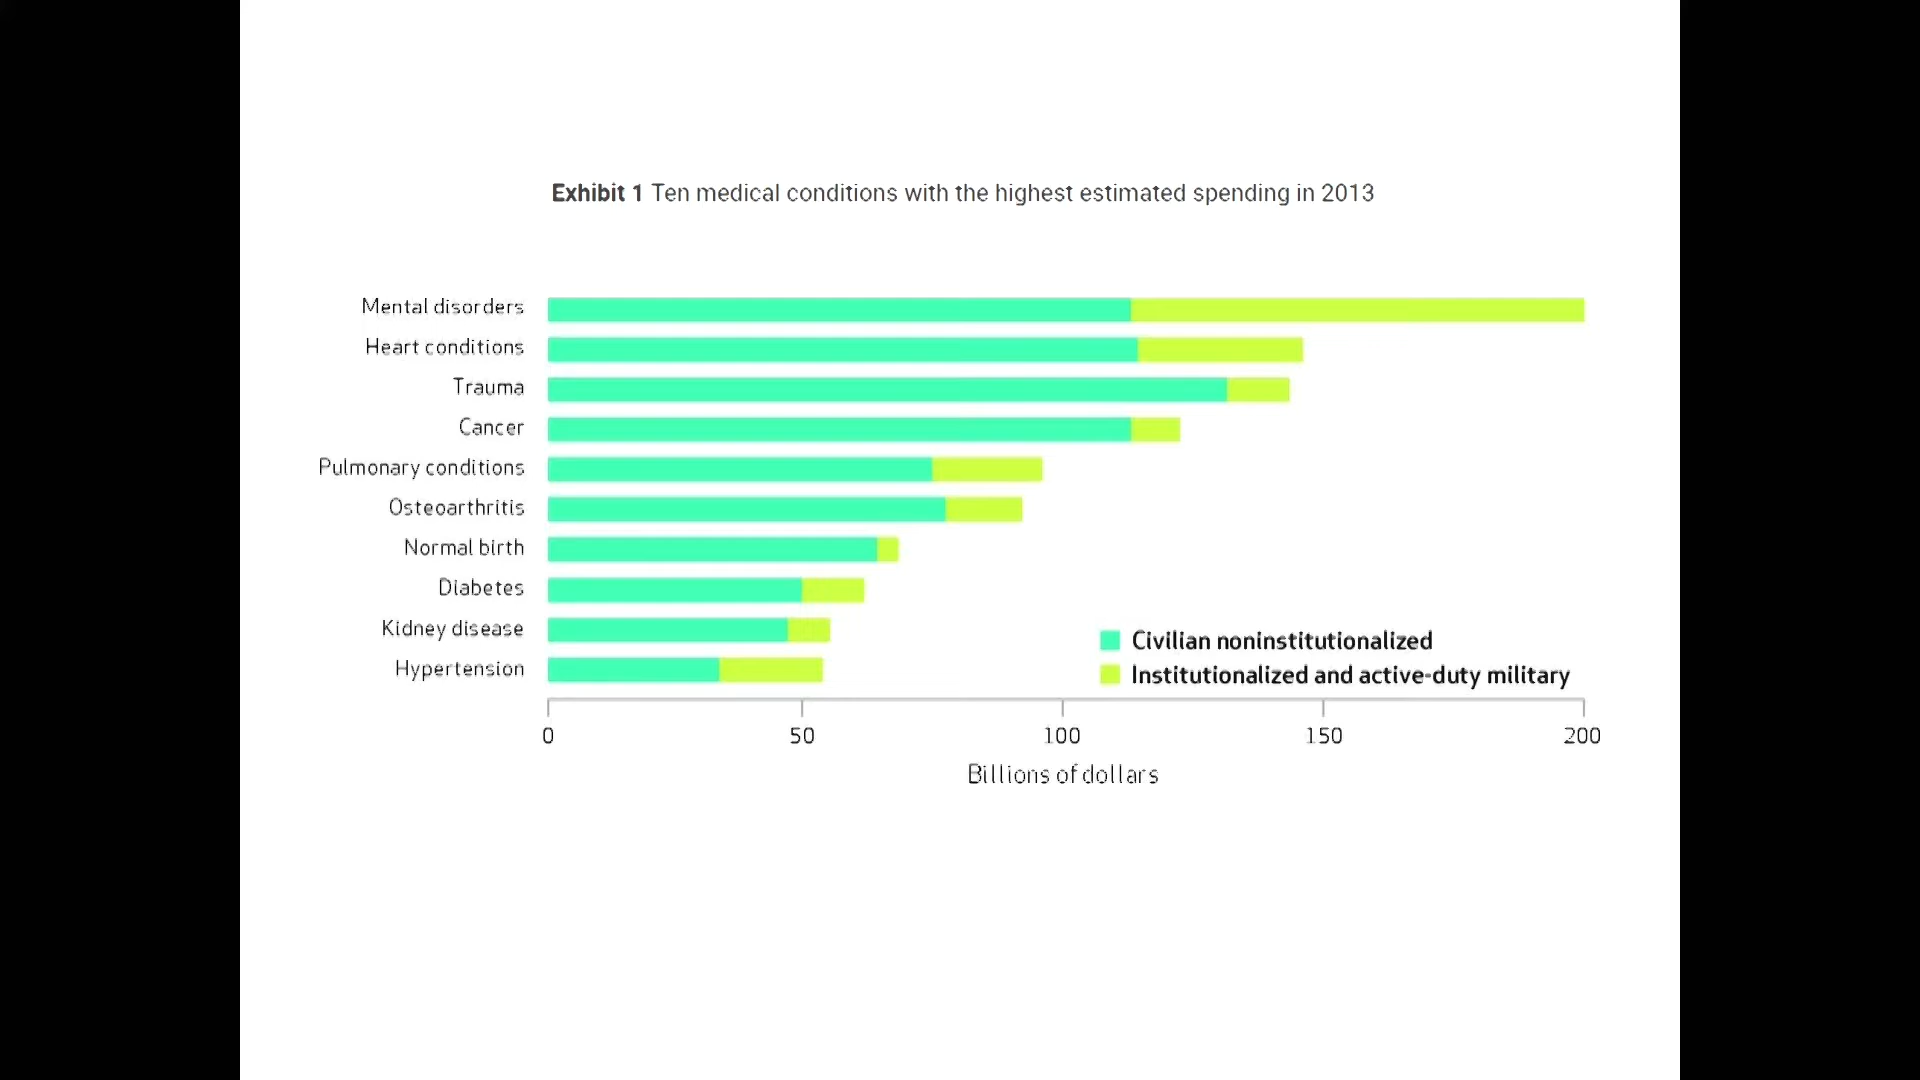 Exhibit 1 Ten medical conditions with the highest estimated spending in 2013
Mental disorders
Heart conditions
Trauma
Cancer
Pulmonary conditions
Osteoarthritis
Normal birth
Diabetes
Kidney disease
Hypertension
Civilian noninstitutionalized
Institutionalized and active-duty military
0 50 100 150 200
Billions of dollars